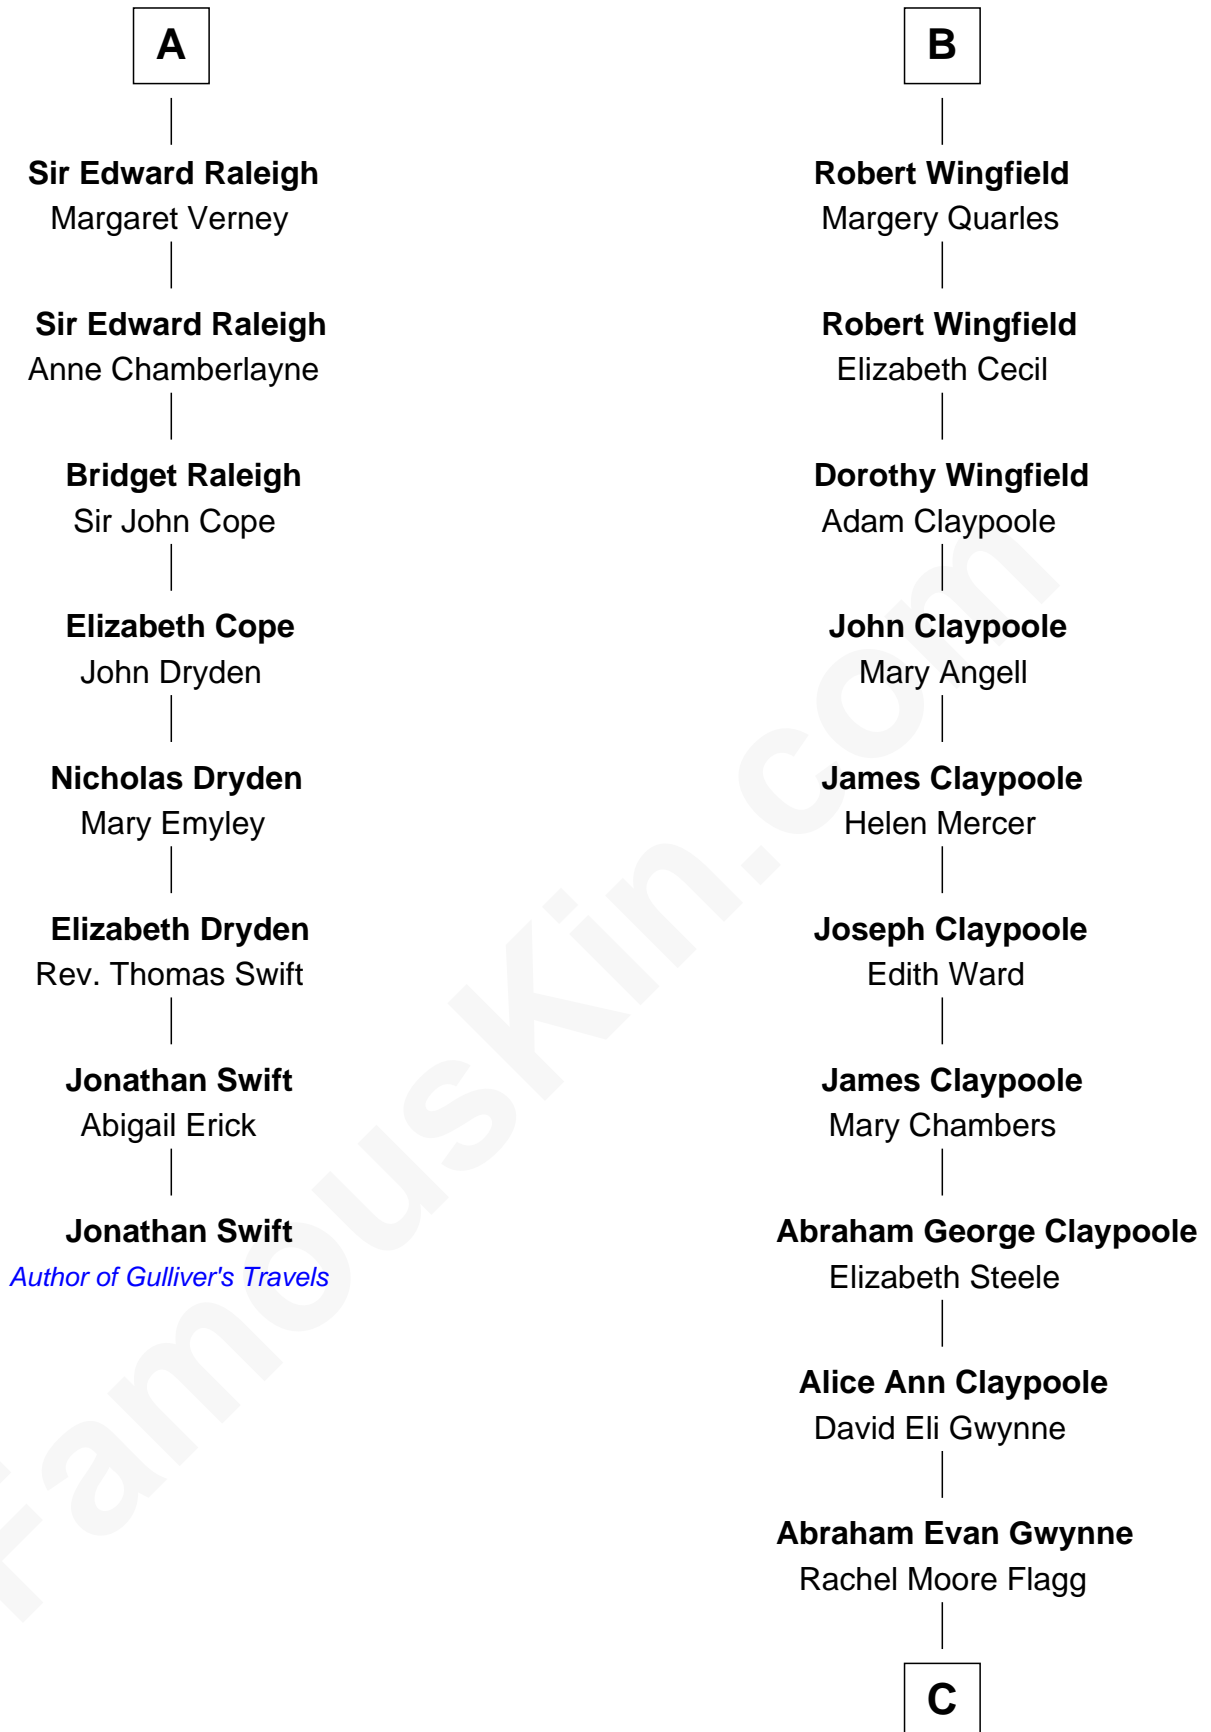 A
Sir Edward Raleigh
Margaret Verney
Sir Edward Raleigh
Anne Chamberlayne
Bridget Raleigh
Sir John Cope
Elizabeth Cope
John Dryden
Nicholas Dryden
Mary Emyley
Elizabeth Dryden
Rev. Thomas Swift
Jonathan Swift
Abigail Erick
Jonathan Swift
Author of Gulliver's Travels
B
Robert Wingfield
Margery Quarles
Robert Wingfield
Elizabeth Cecil
Dorothy Wingfield
Adam Claypoole
John Claypoole
Mary Angell
James Claypoole
Helen Mercer
Joseph Claypoole
Edith Ward
James Claypoole
Mary Chambers
Abraham George Claypoole
Elizabeth Steele
Alice Ann Claypoole
David Eli Gwynne
Abraham Evan Gwynne
Rachel Moore Flagg
C
FamousKin.com